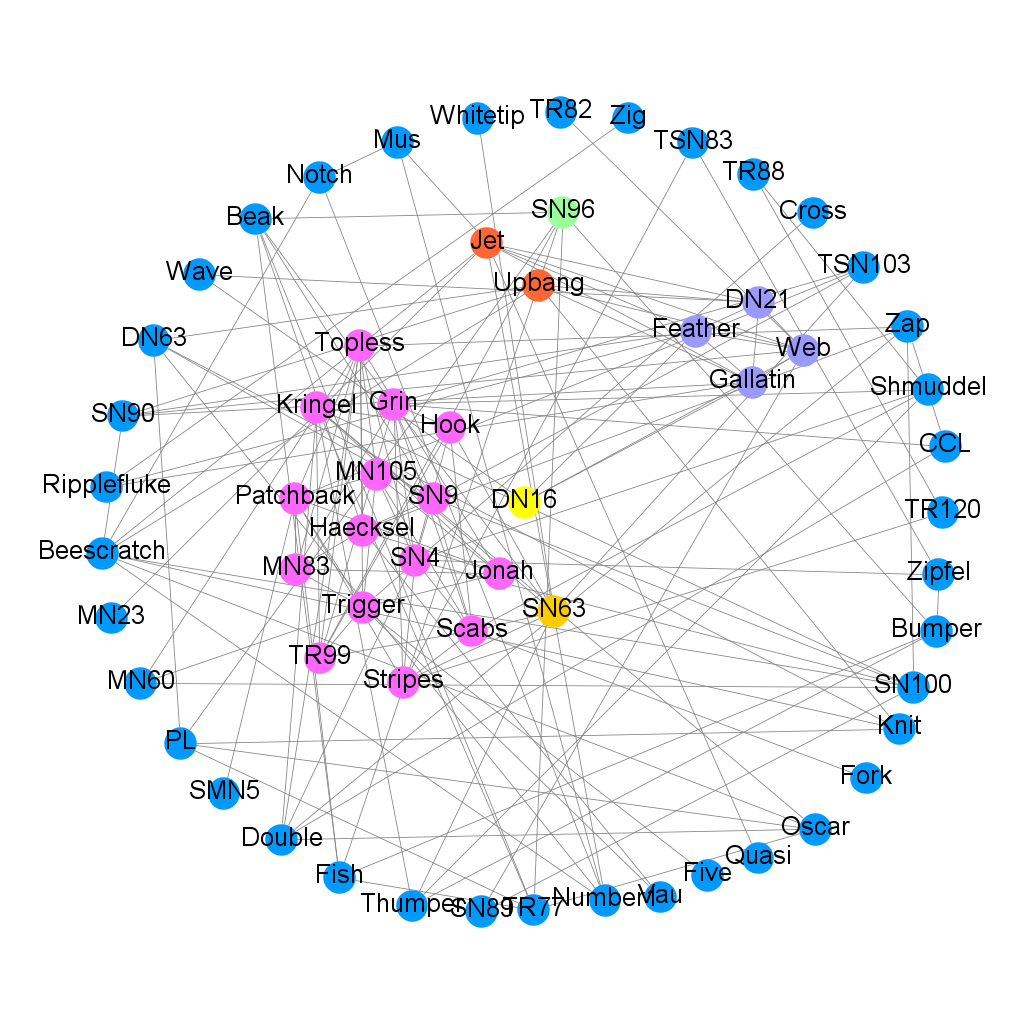 Whitetip
TR82
Zig
Mus
TSN83
Notch
TR88
Beak
SN96
Cross
Jet
Wave
TSN103
Upbang
DN21
DN63
Topless
Feather
Zap
Web
Gallatin
Shmuddel
SN90
Kringel
Grin
Hook
CCL
MN105
Ripplefluke
Patchback
SN9
DN16
TR120
Haecksel
Beescratch
MN83
SN4
Jonah
Zipfel
MN23
Trigger
SN63
Scabs
Bumper
TR99
MN60
Stripes
SN100
Knit
PL
Fork
SMN5
Double
Oscar
Quasi
Fish
Five
Thumper
SN89
TR77
Number1
Vau